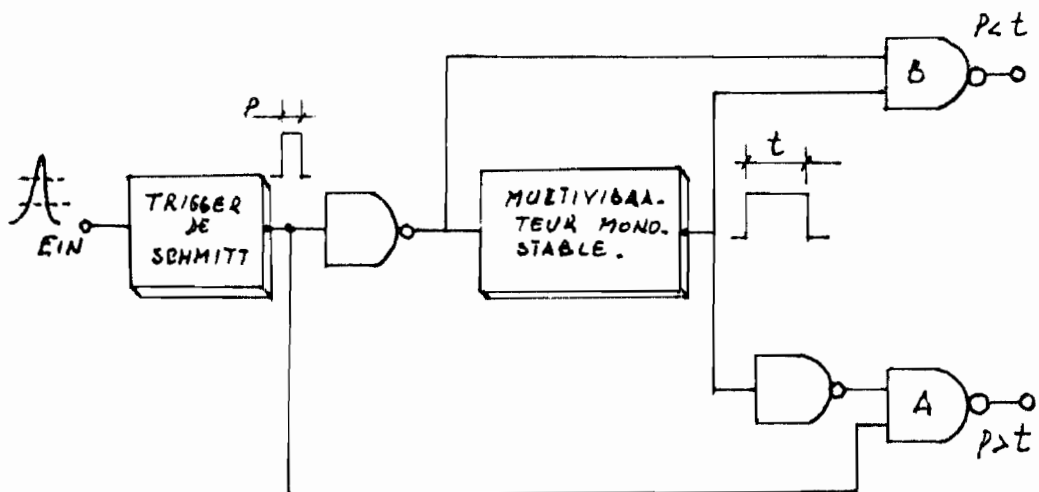 P < t
B
P
t
TRIGGER
DE
SCHMITT
MULTIVIBRA-
TEUR MONO-
STABLE.
EIN
A
P > t